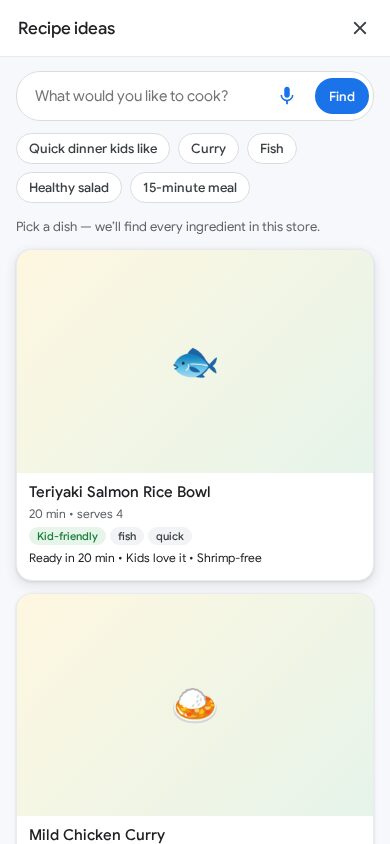 Recipe ideas
What would you like to cook?
Find
Quick dinner kids like
Curry
Fish
Healthy salad
15-minute meal
Pick a dish — we'll find every ingredient in this store.
Teriyaki Salmon Rice Bowl
20 min • serves 4
Kid-friendly
fish
quick
Ready in 20 min • Kids love it • Shrimp-free
Mild Chicken Curry